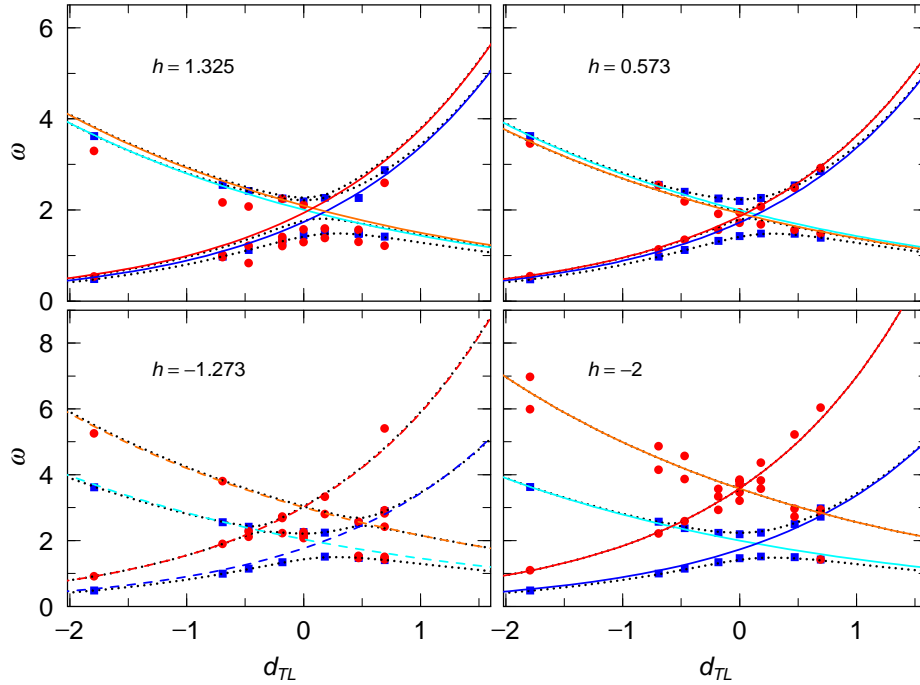 6
4
2
0
ω
h = 1.325
h = 0.573
8
6
4
2
0
ω
h = −1.273
h = −2
−2 −1 0 1 −2 −1 0 1
d_TL d_TL